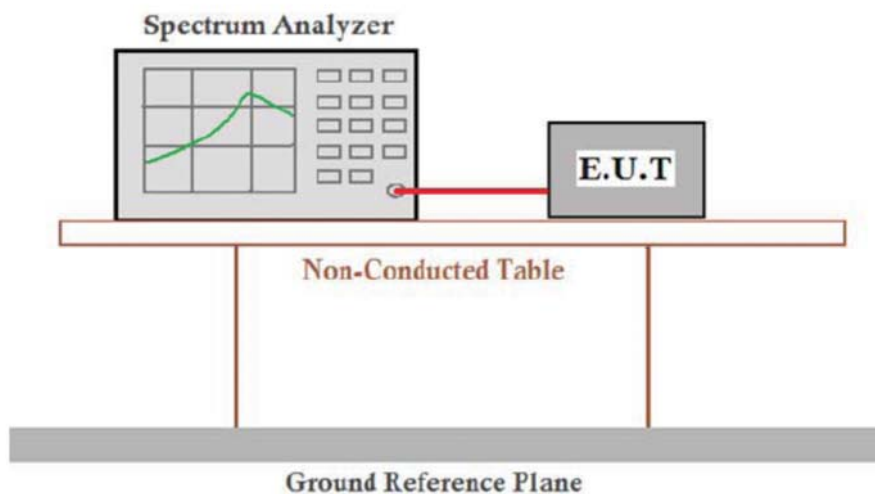 Spectrum Analyzer
E.U.T
Non-Conducted Table
Ground Reference Plane